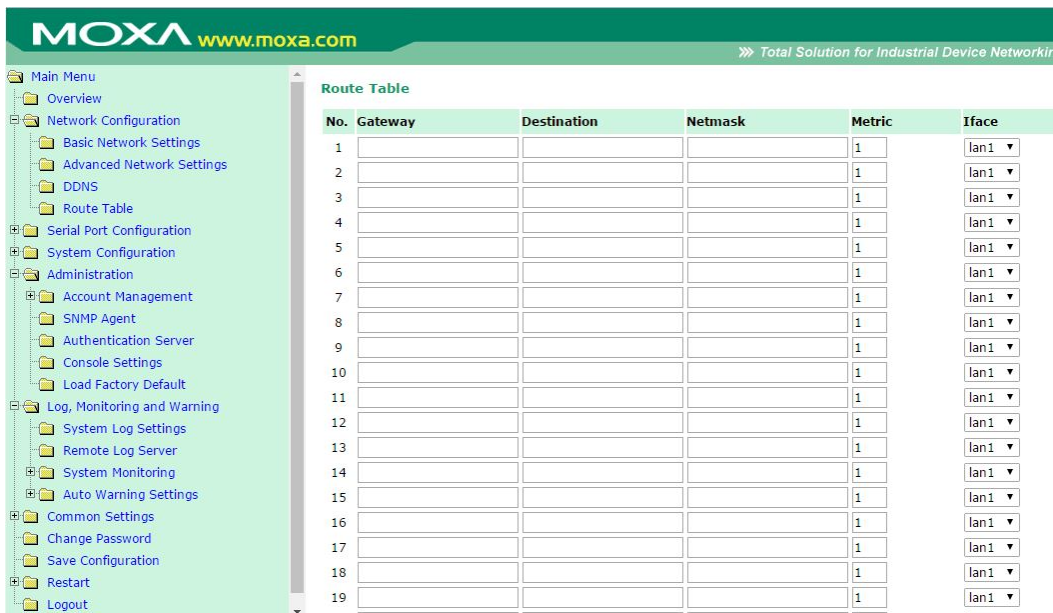 MOXA www.moxa.com
Total Solution for Industrial Device Networkin
Main Menu
Overview
Network Configuration
Basic Network Settings
Advanced Network Settings
DDNS
Route Table
Serial Port Configuration
System Configuration
Administration
Account Management
SNMP Agent
Authentication Server
Console Settings
Load Factory Default
Log, Monitoring and Warning
System Log Settings
Remote Log Server
System Monitoring
Auto Warning Settings
Common Settings
Change Password
Save Configuration
Restart
Logout
Route Table
No. Gateway Destination Netmask Metric Iface
1 1 lan1
2 1 lan1
3 1 lan1
4 1 lan1
5 1 lan1
6 1 lan1
7 1 lan1
8 1 lan1
9 1 lan1
10 1 lan1
11 1 lan1
12 1 lan1
13 1 lan1
14 1 lan1
15 1 lan1
16 1 lan1
17 1 lan1
18 1 lan1
19 1 lan1